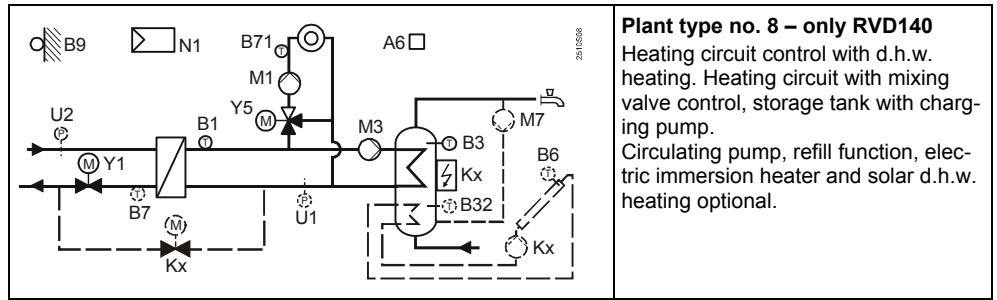 B9
N1
B71
T
A6
2510S08
M1
U2
P
Y5
M
B1
T
M3
M7
B3
T
M
Y1
B6
T
Kx
B7
T
U1
P
B32
T
M
Kx
Kx
Plant type no. 8 – only RVD140
Heating circuit control with d.h.w.
heating. Heating circuit with mixing
valve control, storage tank with charg-
ing pump.
Circulating pump, refill function, elec-
tric immersion heater and solar d.h.w.
heating optional.